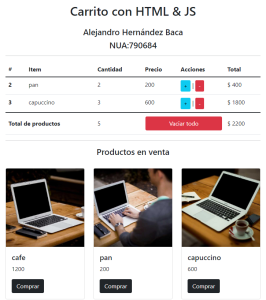 Carrito con HTML & JS
Alejandro Hernández Baca
NUA:790684
# Item Cantidad Precio Acciones Total
2 pan 2 200 + - $ 400
3 capuccino 3 600 + - $ 1800
Total de productos 5 Vaciar todo $ 2200
Productos en venta
cafe pan capuccino
1200 200 600
Comprar Comprar Comprar